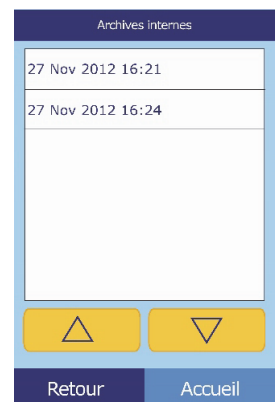 Archives internes
27 Nov 2012 16:21
27 Nov 2012 16:24
Retour Accueil